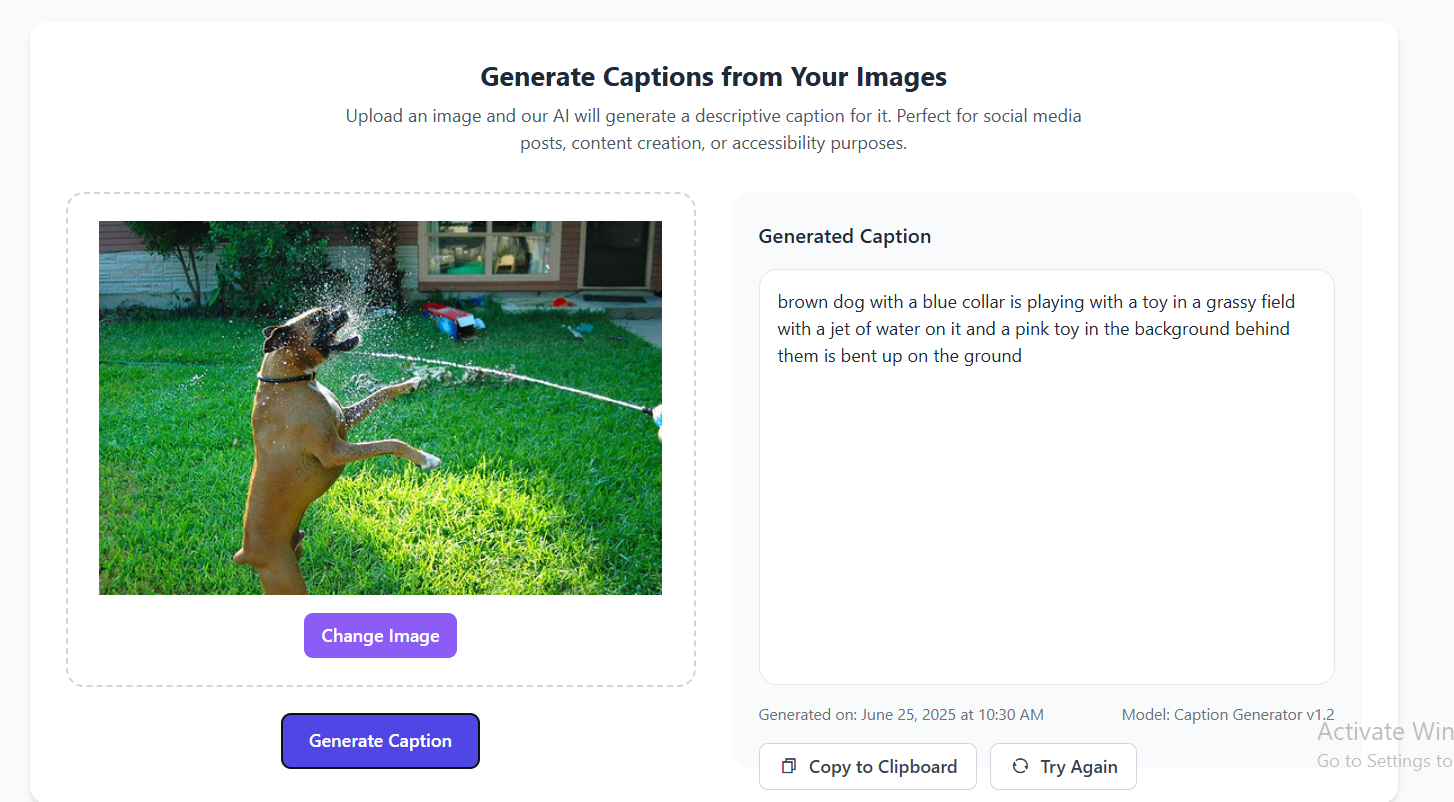 Generate Captions from Your Images
Upload an image and our AI will generate a descriptive caption for it. Perfect for social media
posts, content creation, or accessibility purposes.
Change Image
Generate Caption
Generated Caption
brown dog with a blue collar is playing with a toy in a grassy field
with a jet of water on it and a pink toy in the background behind
them is bent up on the ground
Generated on: June 25, 2025 at 10:30 AM
Model: Caption Generator v1.2
Copy to Clipboard
Try Again
Activate Win
Go to Settings to